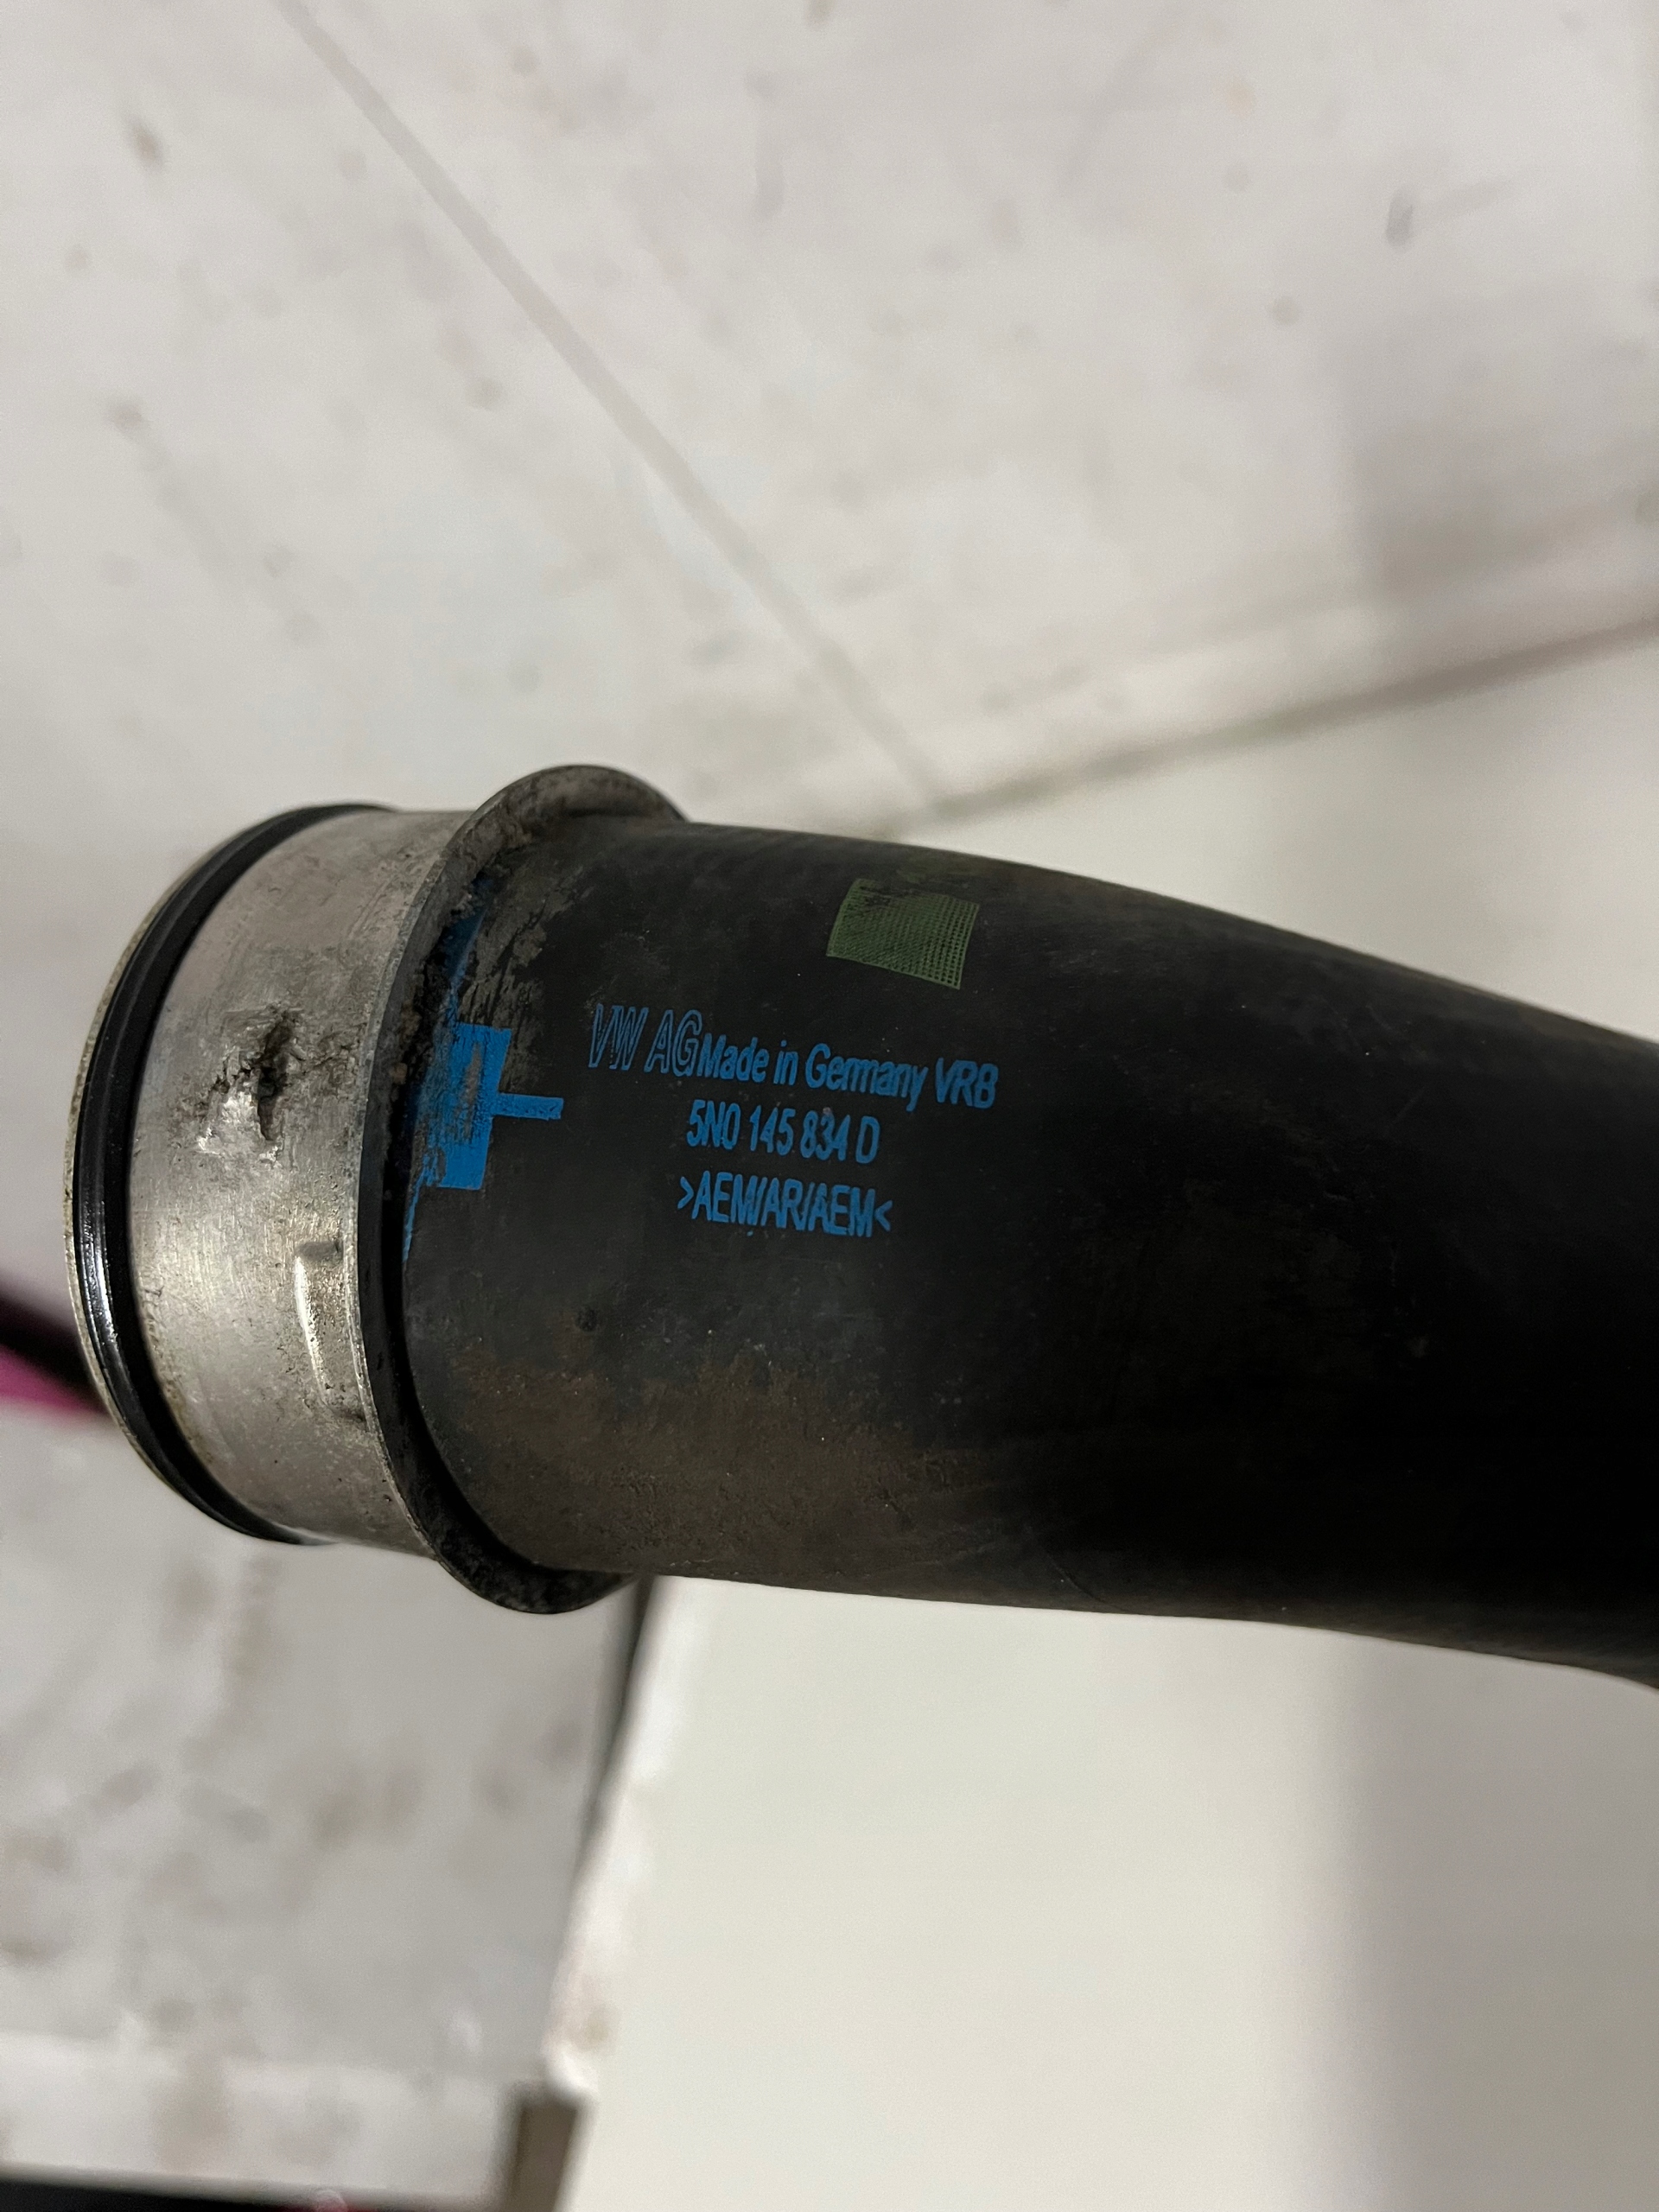 VW AG Made in Germany VRB
5N0 145 834 D
>AEM/AR/AEM<